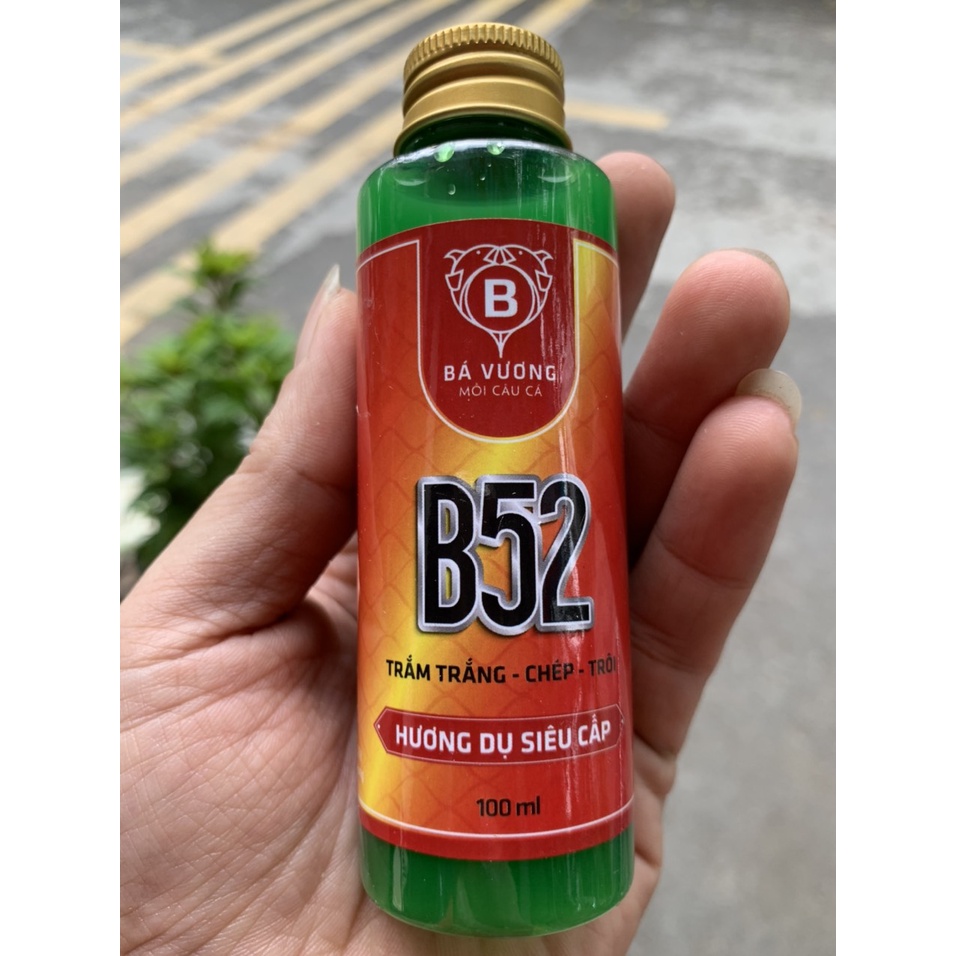 B
BÁ VƯƠNG
MỒI CÂU CÁ
B52
TRẮM TRẮNG - CHÉP - TRÔI
HƯƠNG DỤ SIÊU CẤP
100 ml